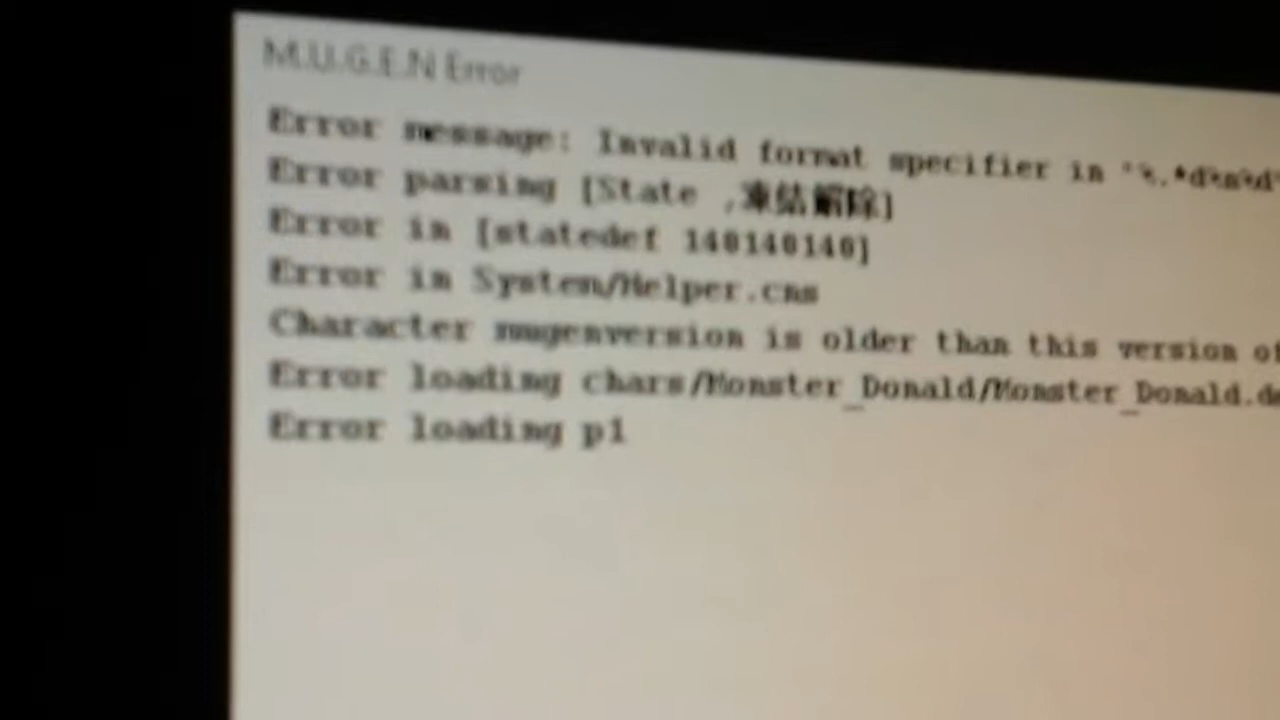 M.U.G.E.N Error
Error message: Invalid format specifier in '%.*d%n%d'
Error parsing [State ,凍結解除]
Error in [statedef 140140140]
Error in System/Helper.cns
Character mugenversion is older than this version of
Error loading chars/Monster_Donald/Monster_Donald.de
Error loading p1